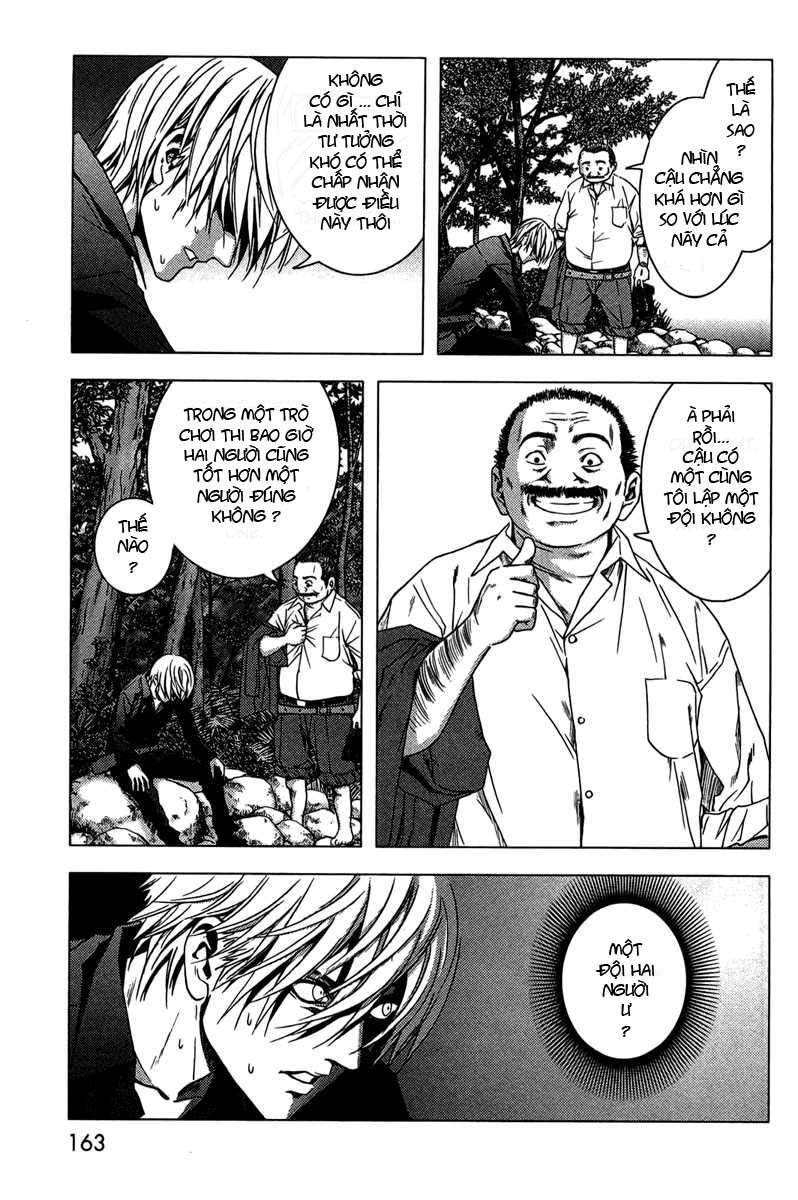 THẾ
LÀ
SAO
?
NHÌN
CẬU CHẲNG
KHÁ HƠN GÌ
SO VỚI LÚC
NÃY CẢ
KHÔNG
CÓ GÌ ... CHỈ
LÀ NHẤT THỜI
TƯ TƯỞNG
KHÓ CÓ THỂ
CHẤP NHÂN
ĐƯỢC ĐIỀU
NÀY THÔI
À PHẢI
RỒI...
CẬU CÓ
MỘT CÙNG
TÔI LẬP MỘT
ĐỘI KHÔNG
?
TRONG MỘT TRÒ
CHƠI THI BAO GIỜ
HAI NGƯỜI CŨNG
TỐT HƠN MỘT
NGƯỜI ĐÚNG
KHÔNG ?
THẾ
NÀO
?
MỘT
ĐỘI HAI
NGƯỜI
Ư
?
163